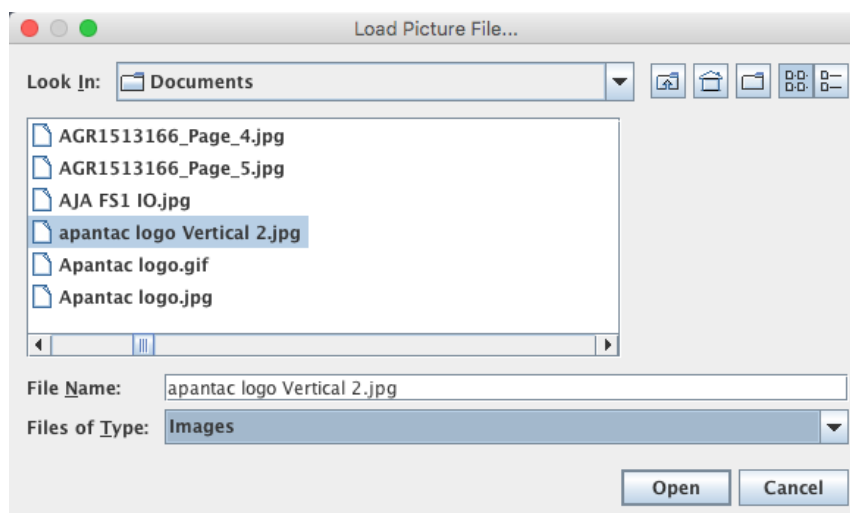 Load Picture File...
Look In: Documents
AGR1513166_Page_4.jpg
AGR1513166_Page_5.jpg
AJA FS1 IO.jpg
apantac logo Vertical 2.jpg
Apantac logo.gif
Apantac logo.jpg
File Name: apantac logo Vertical 2.jpg
Files of Type: Images
Open Cancel